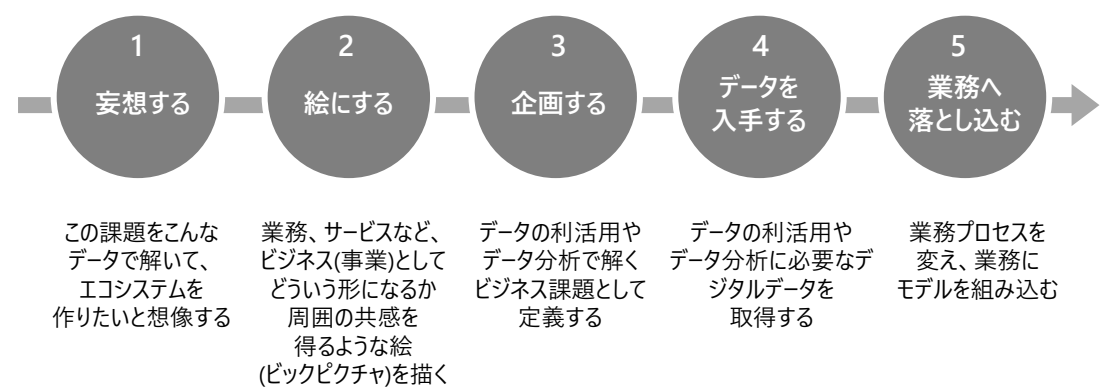 1
妄想する
この課題をこんな
データで解いて、
エコシステムを
作りたいと想像する
2
絵にする
業務、サービスなど、
ビジネス(事業)として
どういう形になるか
周囲の共感を
得るような絵
(ビックピクチャ)を描く
3
企画する
データの利活用や
データ分析で解く
ビジネス課題として
定義する
4
データを
入手する
データの利活用や
データ分析に必要なデ
ジタルデータを
取得する
5
業務へ
落とし込む
業務プロセスを
変え、業務に
モデルを組み込む